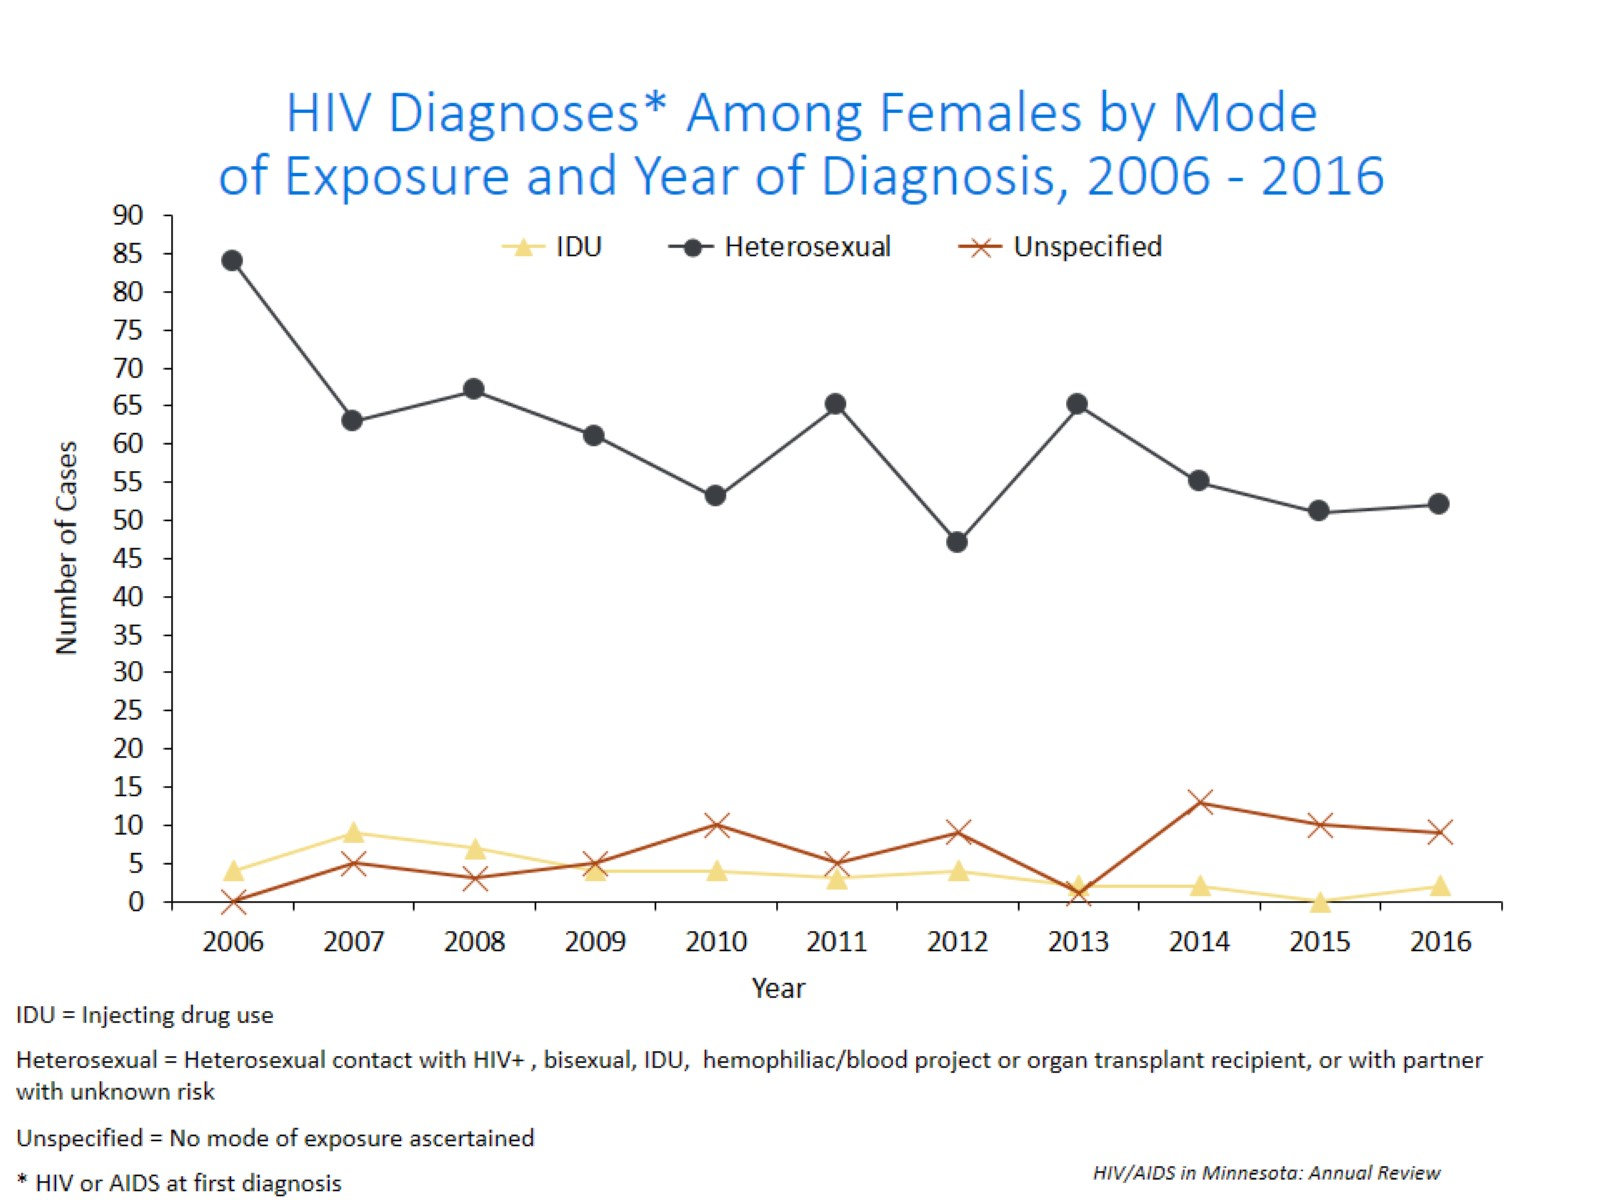 HIV Diagnoses* Among Females by Mode
of Exposure and Year of Diagnosis, 2006 - 2016
IDU
Heterosexual
Unspecified
Number of Cases
90
85
80
75
70
65
60
55
50
45
40
35
30
25
20
15
10
5
0
2006 2007 2008 2009 2010 2011 2012 2013 2014 2015 2016
Year
IDU = Injecting drug use
Heterosexual = Heterosexual contact with HIV+ , bisexual, IDU, hemophiliac/blood project or organ transplant recipient, or with partner
with unknown risk
Unspecified = No mode of exposure ascertained
* HIV or AIDS at first diagnosis
HIV/AIDS in Minnesota: Annual Review